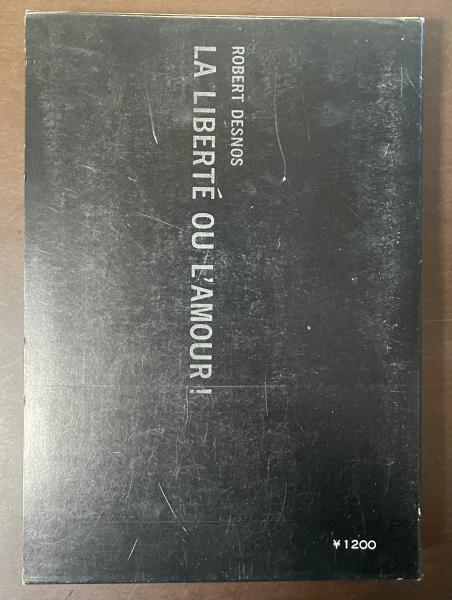 ROBERT DESNOS
LA LIBERTÉ OU L'AMOUR!
¥1200